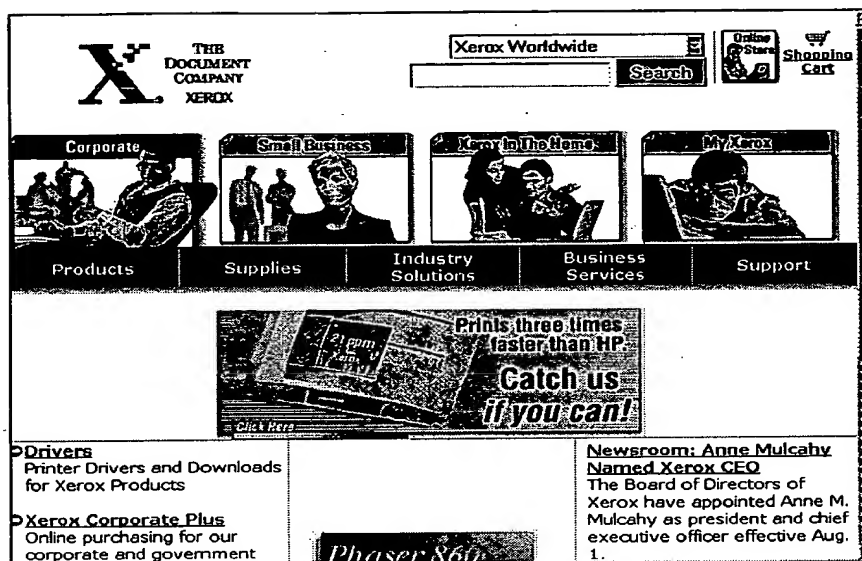 THE
DOCUMENT
COMPANY
XEROX
Xerox Worldwide
Search
Online
Store
Shopping
Cart
Corporate
Small Business
Xerox In The Home
My Xerox
Products
Supplies
Industry
Solutions
Business
Services
Support
21 ppm
Prints three times
faster than HP.
Catch us
if you can!
Click Here
Drivers
Printer Drivers and Downloads
for Xerox Products
Xerox Corporate Plus
Online purchasing for our
corporate and government
Phaser 860
Newsroom: Anne Mulcahy
Named Xerox CEO
The Board of Directors of
Xerox have appointed Anne M.
Mulcahy as president and chief
executive officer effective Aug.
1.